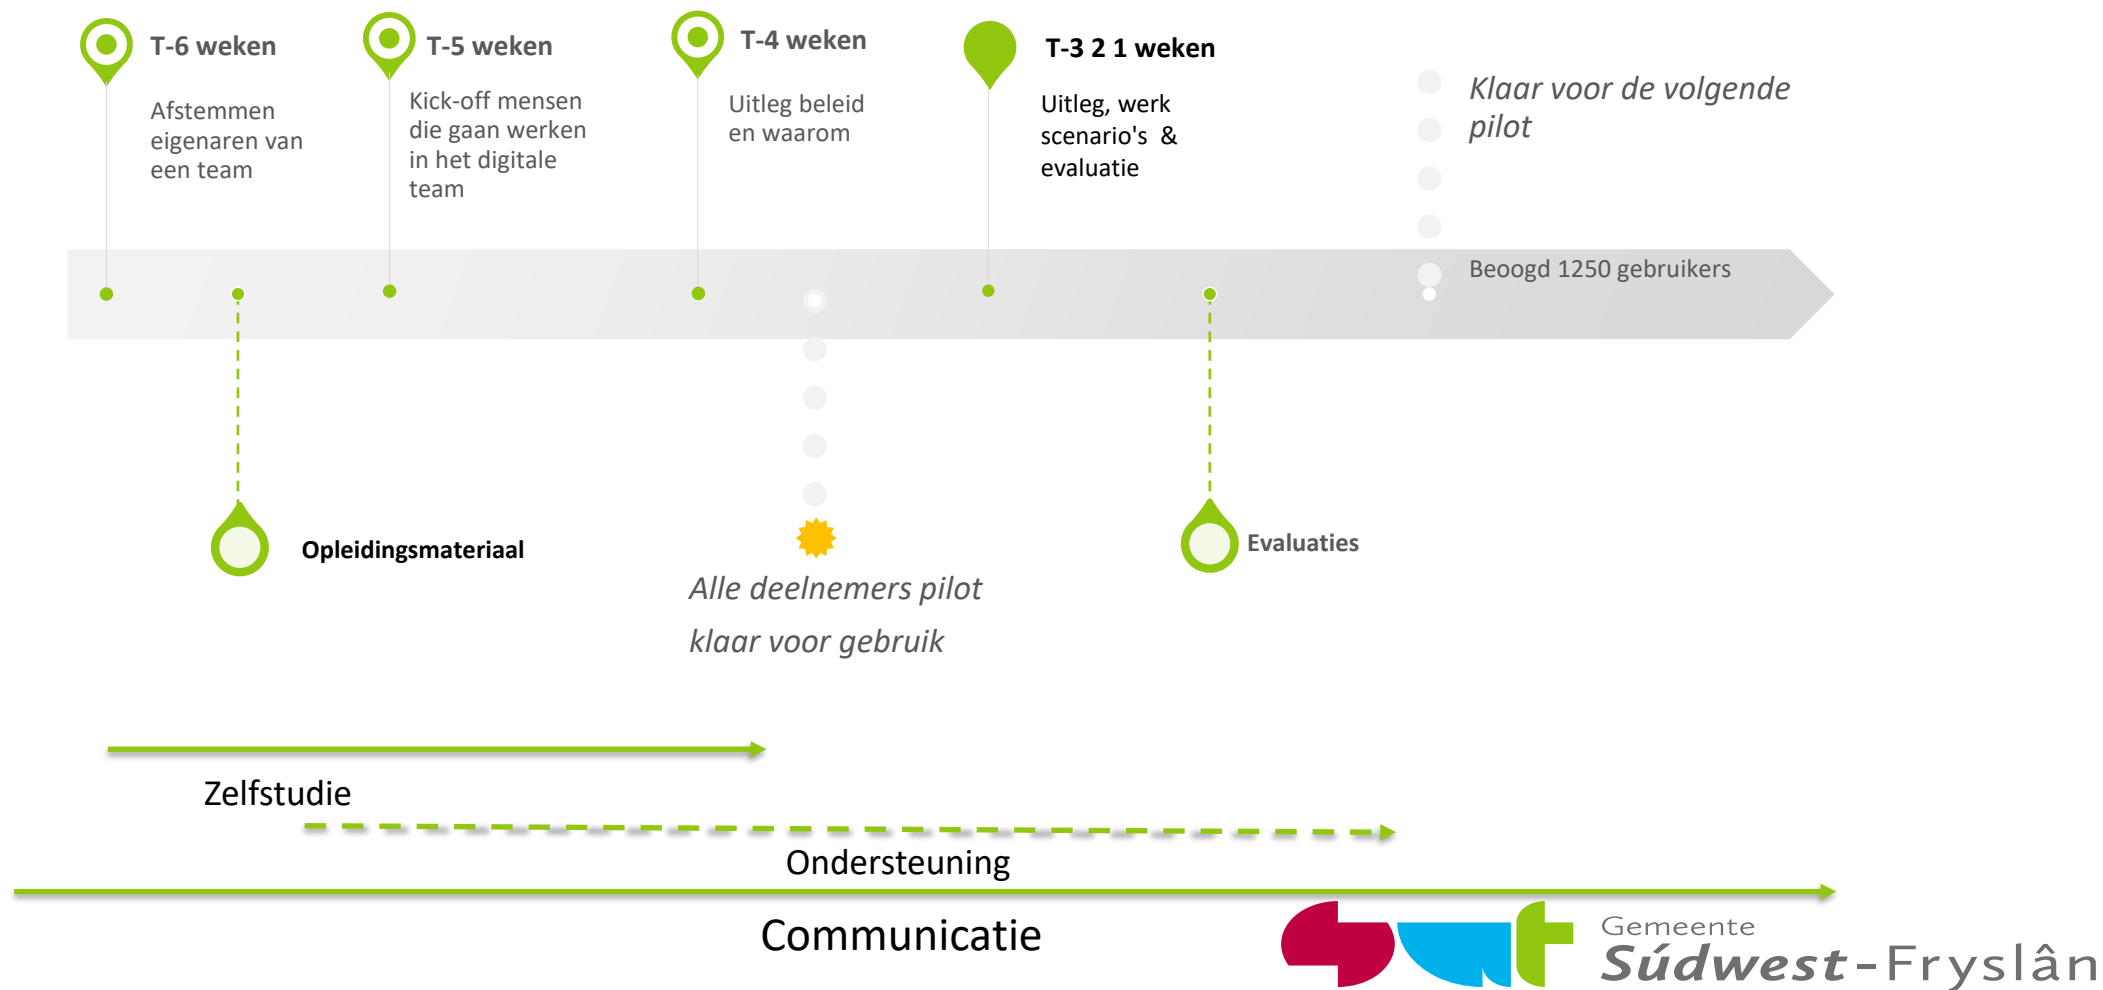 T-6 weken
Afstemmen
eigenaren van
een team
T-5 weken
Kick-off mensen
die gaan werken
in het digitale
team
T-4 weken
Uitleg beleid
en waarom
T-3 2 1 weken
Uitleg, werk
scenario's &
evaluatie
Klaar voor de volgende
pilot
Beoogd 1250 gebruikers
Opleidingsmateriaal
Alle deelnemers pilot
klaar voor gebruik
Evaluaties
Zelfstudie
Ondersteuning
Communicatie
Gemeente
Súdwest-Fryslân